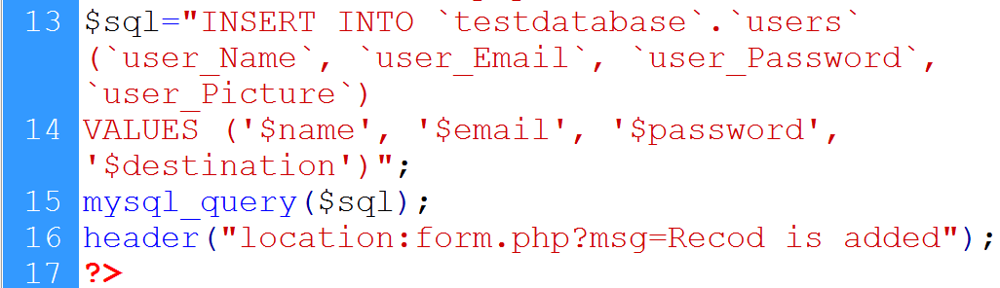 13 $sql="INSERT INTO `testdatabase`.`users`
(`user_Name`, `user_Email`, `user_Password`,
`user_Picture`)
14 VALUES ('$name', '$email', '$password',
'$destination')";
15 mysql_query($sql);
16 header("location:form.php?msg=Recod is added");
17 ?>